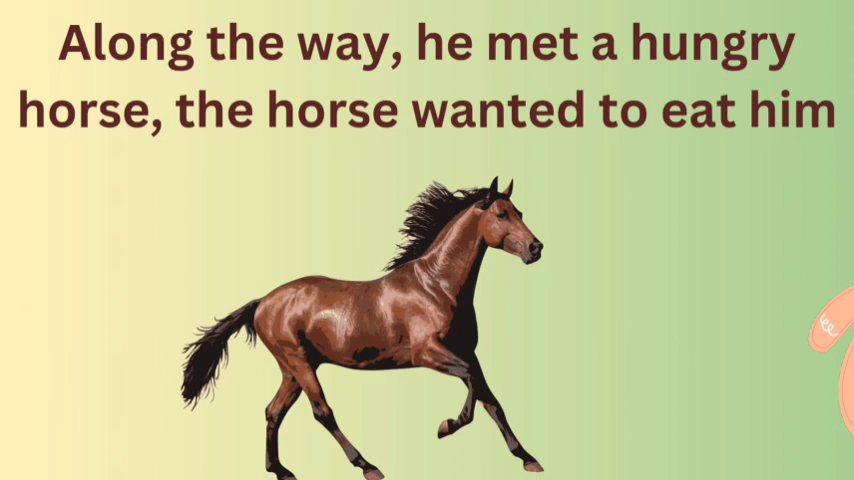 Along the way, he met a hungry
horse, the horse wanted to eat him